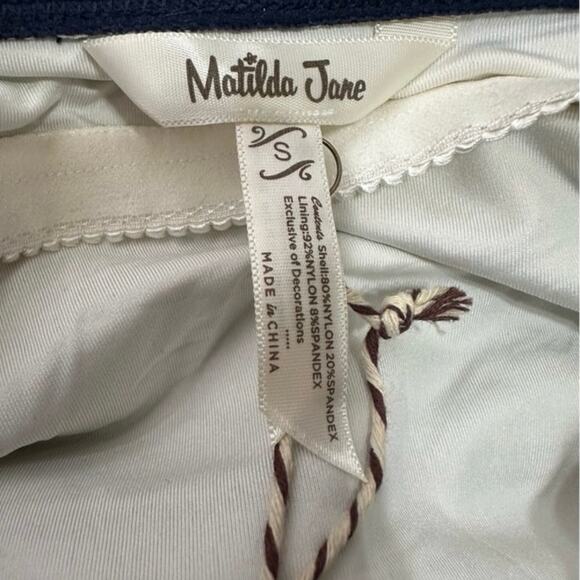 Matilda Jane
S
Contents Shell:80%NYLON 20%SPANDEX
Lining:92%NYLON 8%SPANDEX
Exclusive of Decorations
.....
MADE in CHINA